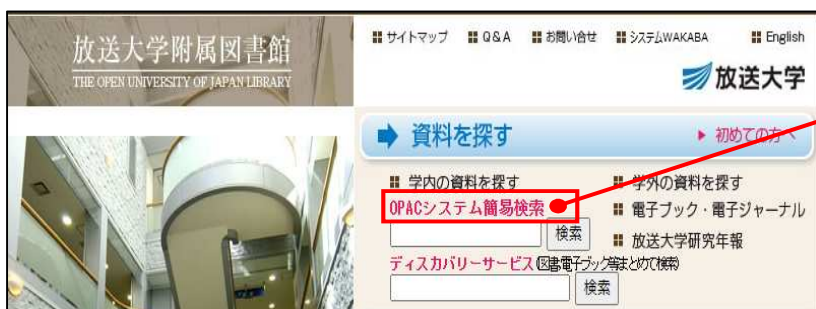 放送大学附属図書館
THE OPEN UNIVERSITY OF JAPAN LIBRARY
サイトマップ Q&A お問い合せ システムWAKABA English
放送大学
資料を探す 初めての方へ
学内の資料を探す 学外の資料を探す
OPACシステム簡易検索 電子ブック・電子ジャーナル
検索 放送大学研究年報
ディスカバリーサービス(図書電子ブック等まとめて検索)
検索